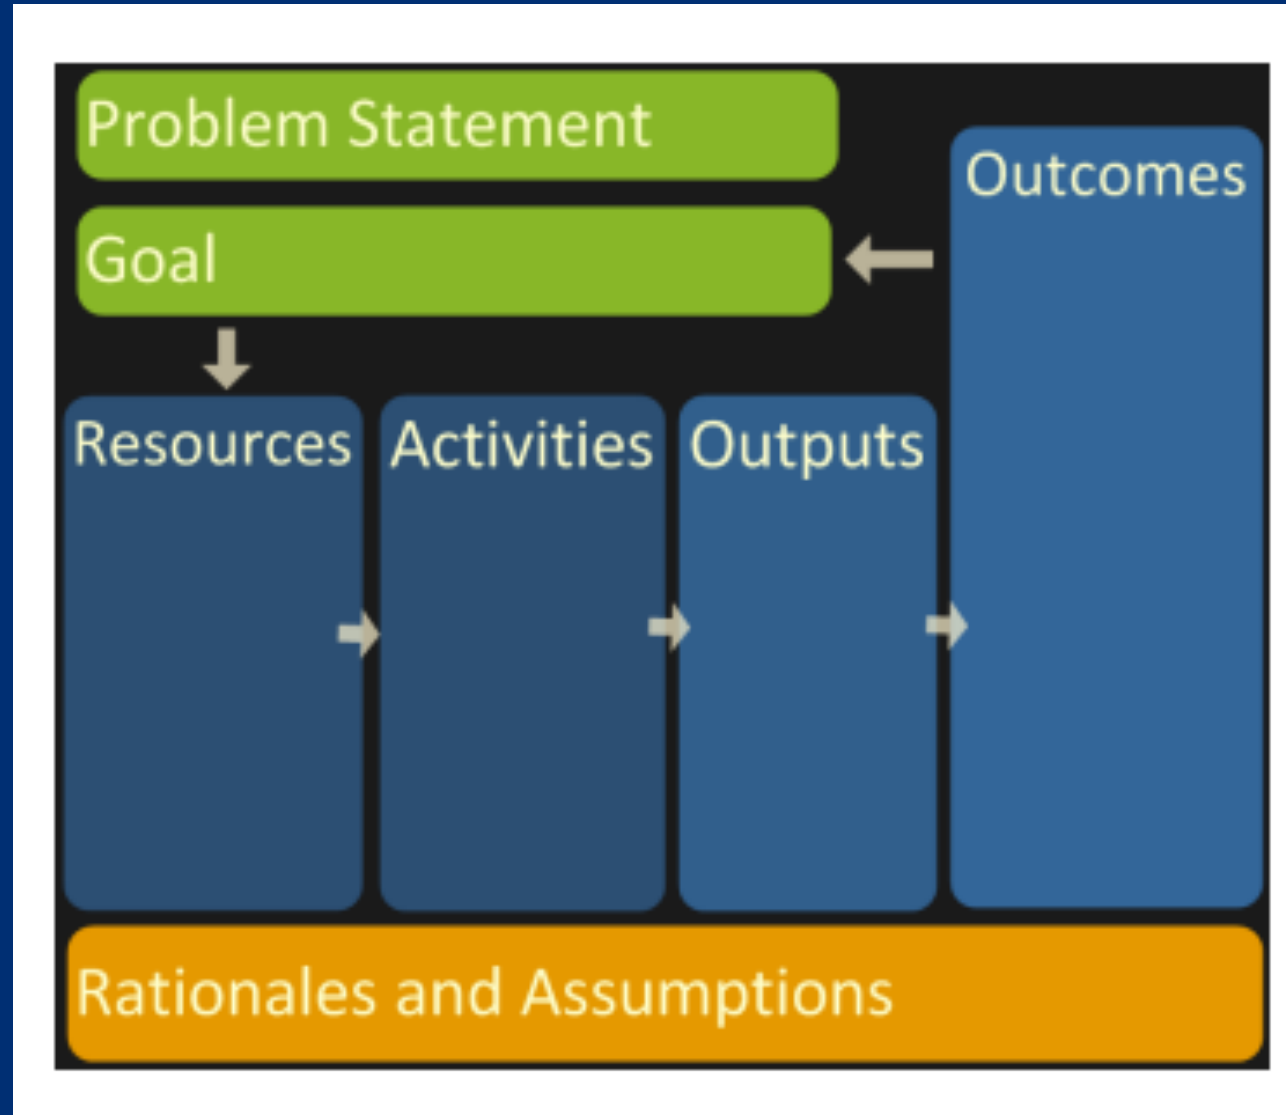 Problem Statement
Goal
Resources
Activities
Outputs
Outcomes
Rationales and Assumptions